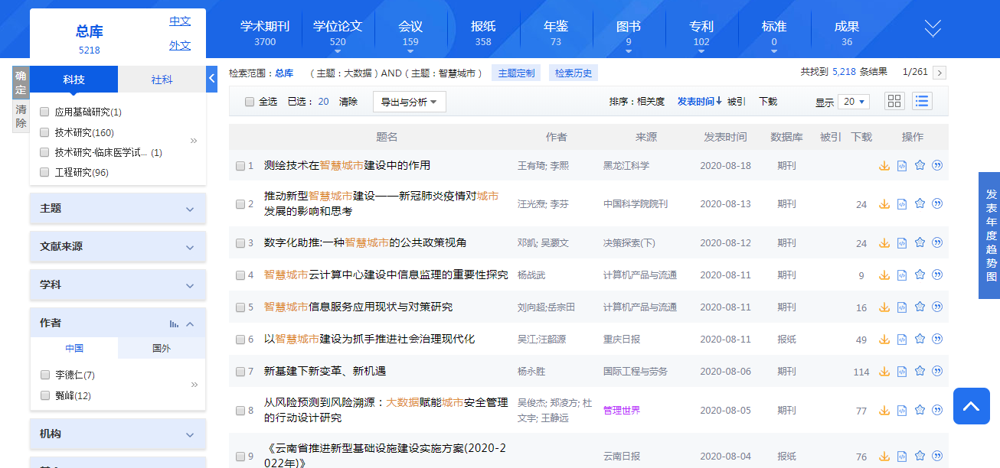 总库
5218
中文
外文
学术期刊
3700
学位论文
520
会议
159
报纸
358
年鉴
73
图书
9
专利
102
标准
0
成果
36
确定
清除
科技
社科
应用基础研究(1)
技术研究(160)
技术研究-临床医学试... (1)
工程研究(96)
主题
文献来源
学科
作者
中国
国外
李德仁(7)
甄峰(12)
机构
检索范围：总库 （主题：大数据）AND（主题：智慧城市） 主题定制 检索历史 共找到 5,218 条结果 1/261
全选 已选：20 清除 导出与分析 排序：相关度 发表时间 被引 下载 显示 20
题名 作者 来源 发表时间 数据库 被引 下载 操作
1 测绘技术在智慧城市建设中的作用 王有琦; 李熙 黑龙江科学 2020-08-18 期刊
2 推动新型智慧城市建设——新冠肺炎疫情对城市
发展的影响和思考 汪光焘; 李芬 中国科学院院刊 2020-08-13 期刊 24
3 数字化助推:一种智慧城市的公共政策视角 邓凯; 吴灏文 决策探索(下) 2020-08-12 期刊 24
4 智慧城市云计算中心建设中信息监理的重要性探究 杨战武 计算机产品与流通 2020-08-11 期刊 9
5 智慧城市信息服务应用现状与对策研究 刘向超;岳宗田 计算机产品与流通 2020-08-11 期刊 16
6 以智慧城市建设为抓手推进社会治理现代化 吴江;汪韶源 重庆日报 2020-08-11 报纸 49
7 新基建下新变革、新机遇 杨永胜 国际工程与劳务 2020-08-06 期刊 114
8 从风险预测到风险溯源：大数据赋能城市安全管理
的行动设计研究 吴俊杰; 郑凌方; 杜
文宇; 王静远 管理世界 2020-08-05 期刊 77
9 《云南省推进新型基础设施建设实施方案(2020-2
022年)》 云南日报 2020-08-04 报纸 76
发表年度趋势图